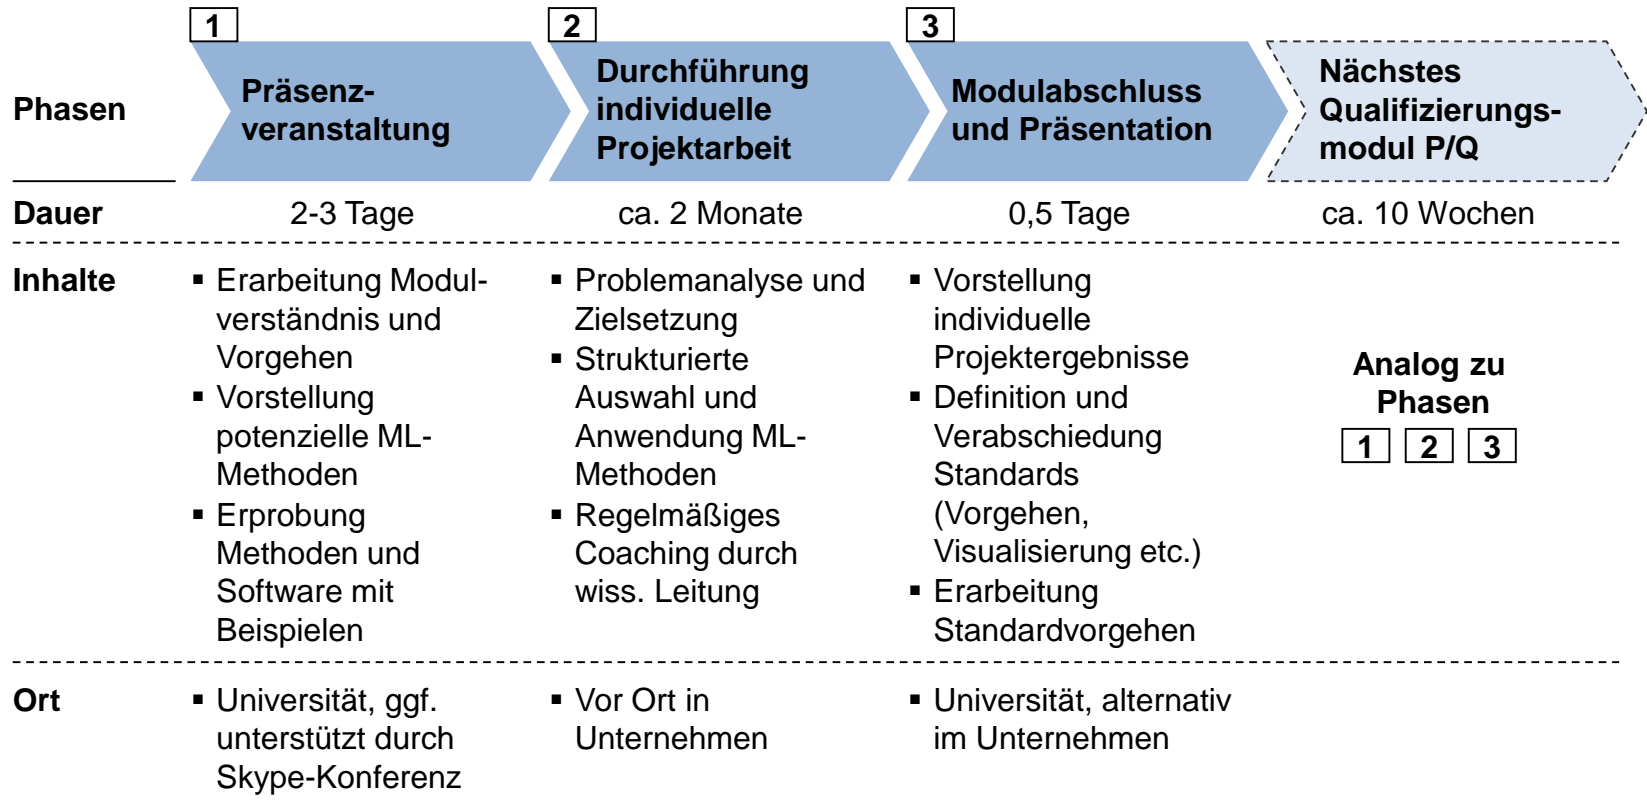 1
2
3
Phasen
Präsenz-
veranstaltung
Durchführung
individuelle
Projektarbeit
Modulabschluss
und Präsentation
Nächstes
Qualifizierungs-
modul P/Q
Dauer
2-3 Tage
ca. 2 Monate
0,5 Tage
ca. 10 Wochen
Inhalte
▪ Erarbeitung Modul-
verständnis und
Vorgehen
▪ Vorstellung
potenzielle ML-
Methoden
▪ Erprobung
Methoden und
Software mit
Beispielen
▪ Problemanalyse und
Zielsetzung
▪ Strukturierte
Auswahl und
Anwendung ML-
Methoden
▪ Regelmäßiges
Coaching durch
wiss. Leitung
▪ Vorstellung
individuelle
Projektergebnisse
▪ Definition und
Verabschiedung
Standards
(Vorgehen,
Visualisierung etc.)
▪ Erarbeitung
Standardvorgehen
Analog zu
Phasen
1 2 3
Ort
▪ Universität, ggf.
unterstützt durch
Skype-Konferenz
▪ Vor Ort in
Unternehmen
▪ Universität, alternativ
im Unternehmen